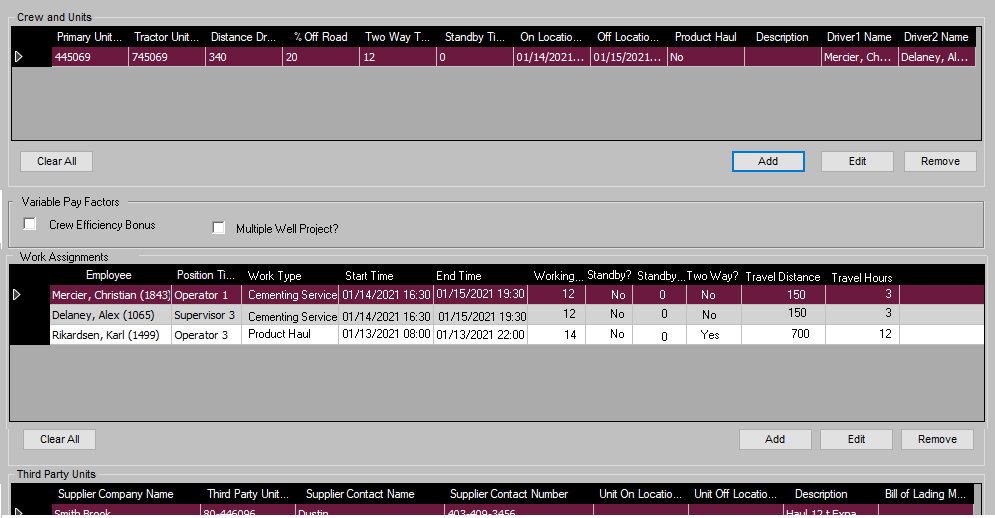 Crew and Units
Primary Unit... Tractor Unit... Distance Dr... % Off Road Two Way T... Standby Ti... On Locatio... Off Locatio... Product Haul Description Driver1 Name Driver2 Name
445069 745069 340 20 12 0 01/14/2021... 01/15/2021... No Mercier, Ch... Delaney, Al...
Clear All Add Edit Remove
Variable Pay Factors
Crew Efficiency Bonus Multiple Well Project?
Work Assignments
Employee Position Ti... Work Type Start Time End Time Working... Standby? Standby... Two Way? Travel Distance Travel Hours
Mercier, Christian (1843) Operator 1 Cementing Service 01/14/2021 16:30 01/15/2021 19:30 12 No 0 No 150 3
Delaney, Alex (1065) Supervisor 3 Cementing Service 01/14/2021 16:30 01/15/2021 19:30 12 No 0 No 150 3
Rikardsen, Karl (1499) Operator 3 Product Haul 01/13/2021 08:00 01/13/2021 22:00 14 No 0 Yes 700 12
Clear All Add Edit Remove
Third Party Units
Supplier Company Name Third Party Unit... Supplier Contact Name Supplier Contact Number Unit On Locatio... Unit Off Locatio... Description Bill of Lading M...
Smith Brook 80-446096 Dustin 403-409-3456 Haul 12 t Expa...